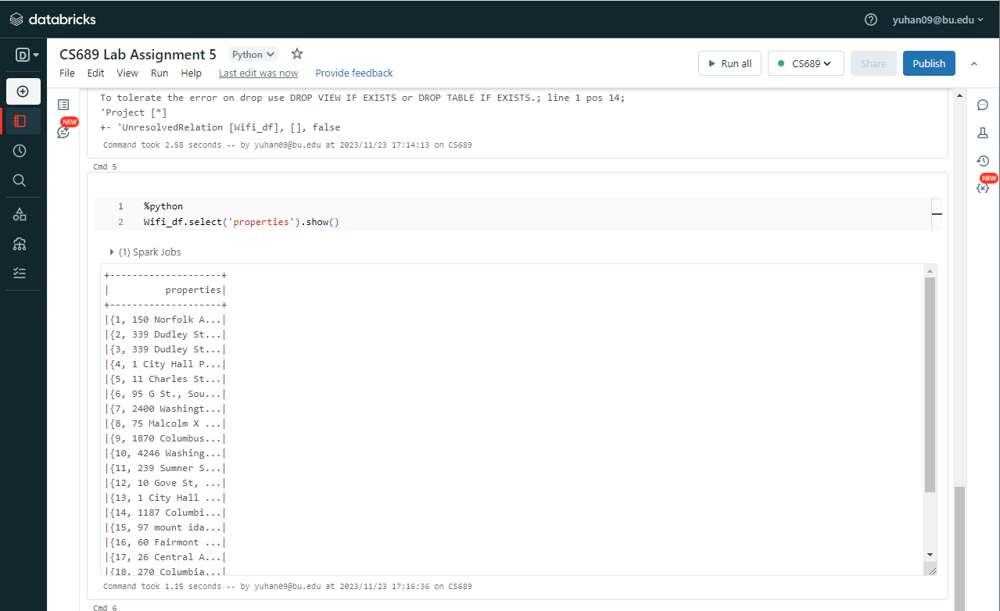 databricks
yuhan09@bu.edu
D
CS689 Lab Assignment 5
Python
Run all
CS689
Share
Publish
File
Edit
View
Run
Help
Last edit was now
Provide feedback
NEW
NEW
To tolerate the error on drop use DROP VIEW IF EXISTS or DROP TABLE IF EXISTS.; line 1 pos 14;
'Project [*]
+- 'UnresolvedRelation [Wifi_df], [], false
Command took 2.58 seconds -- by yuhan09@bu.edu at 2023/11/23 17:14:13 on CS689
Cmd 5
1 %python
2 Wifi_df.select('properties').show()
(1) Spark Jobs
+--------------------+
|          properties|
+--------------------+
|{1, 150 Norfolk A...|
|{2, 339 Dudley St...|
|{3, 339 Dudley St...|
|{4, 1 City Hall P...|
|{5, 11 Charles St...|
|{6, 95 G St., Sou...|
|{7, 2400 Washingt...|
|{8, 75 Malcolm X ...|
|{9, 1870 Columbus...|
|{10, 4246 Washing...|
|{11, 239 Sumner S...|
|{12, 10 Gove St, ...|
|{13, 1 City Hall ...|
|{14, 1187 Columbi...|
|{15, 97 mount ida...|
|{16, 60 Fairmont ...|
|{17, 26 Central A...|
|{18, 270 Columbia...|
Command took 1.15 seconds -- by yuhan09@bu.edu at 2023/11/23 17:16:36 on CS689
Cmd 6